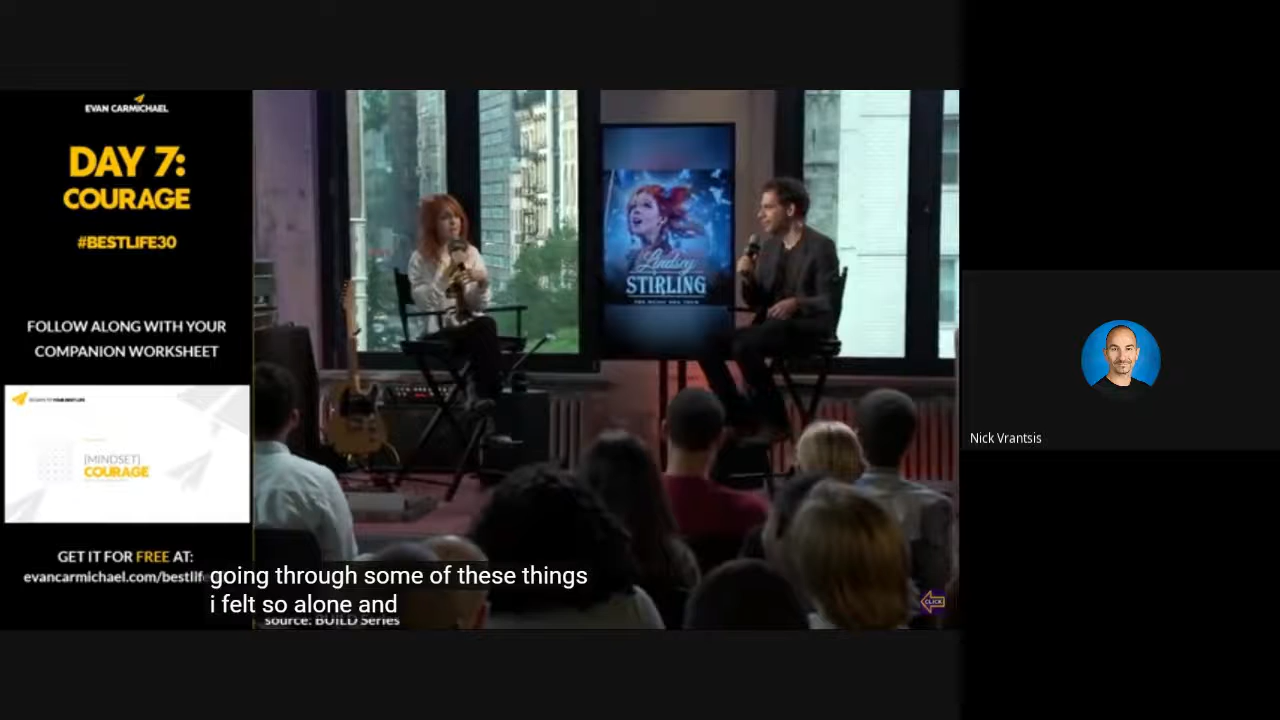 EVAN CARMICHAEL
DAY 7:
COURAGE
#BESTLIFE30
FOLLOW ALONG WITH YOUR
COMPANION WORKSHEET
[MINDSET]
COURAGE
GET IT FOR FREE AT:
evancarmichael.com/bestlife
going through some of these things
i felt so alone and
source: BUILD Series
Lindsey
STIRLING
CLICK
Nick Vrantsis